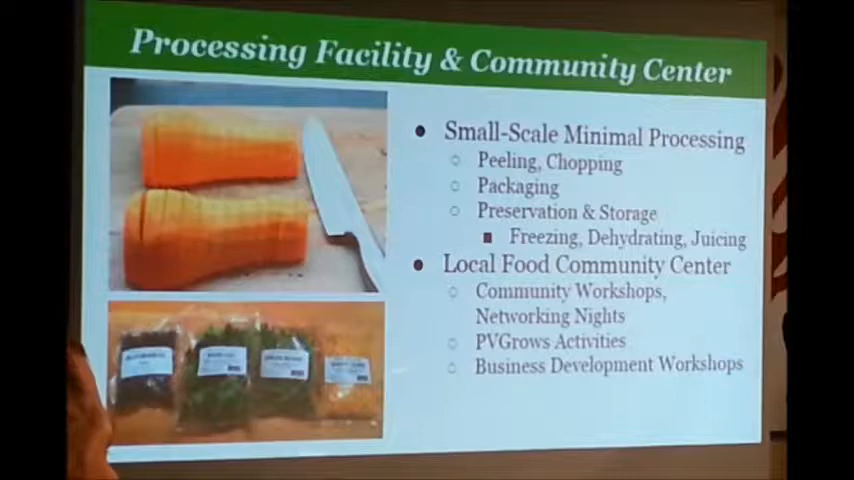 Processing Facility & Community Center
Small-Scale Minimal Processing
Peeling, Chopping
Packaging
Preservation & Storage
Freezing, Dehydrating, Juicing
Local Food Community Center
Community Workshops,
Networking Nights
PVGrows Activities
Business Development Workshops